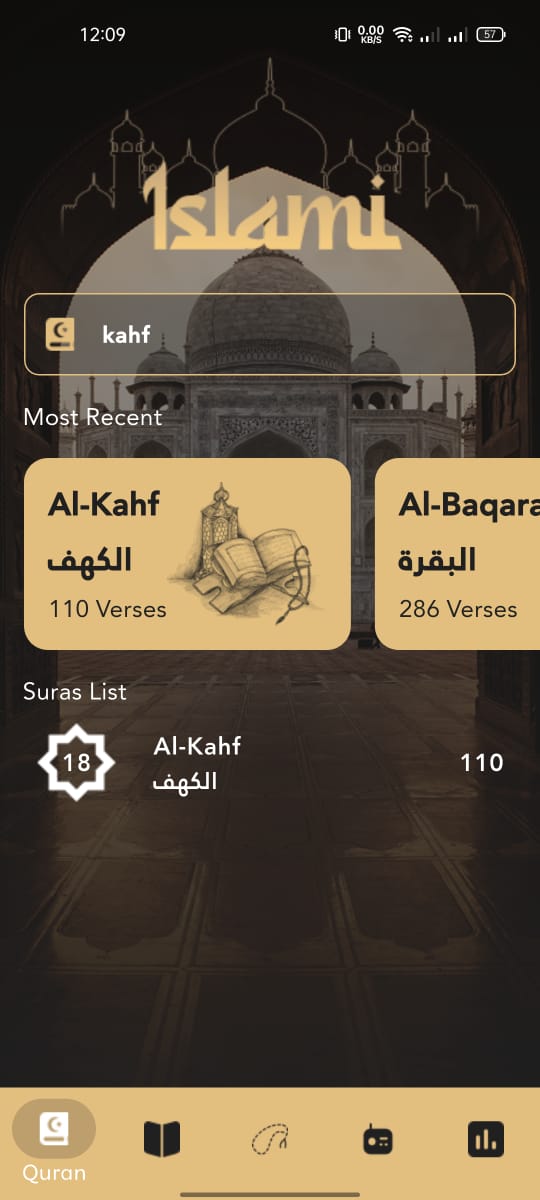 12:09
0.00
KB/S
57
Islami
kahf
Most Recent
Al-Kahf
الكهف
110 Verses
Al-Baqara
البقرة
286 Verses
Suras List
18
Al-Kahf
الكهف
110
Quran